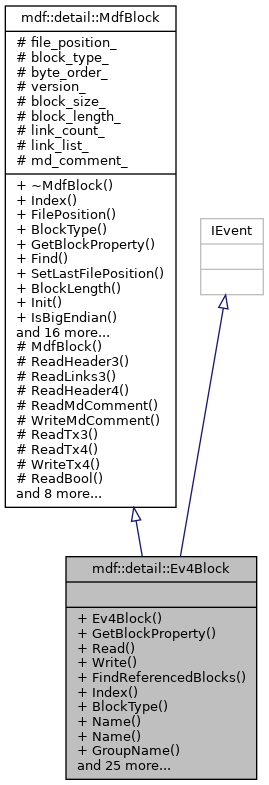 mdf::detail::MdfBlock
# file_position_
# block_type_
# byte_order_
# version_
# block_size_
# block_length_
# link_count_
# link_list_
# md_comment_
+ ~MdfBlock()
+ Index()
+ FilePosition()
+ BlockType()
+ GetBlockProperty()
+ Find()
+ SetLastFilePosition()
+ BlockLength()
+ Init()
+ IsBigEndian()
and 16 more...
# MdfBlock()
# ReadHeader3()
# ReadLinks3()
# ReadHeader4()
# ReadMdComment()
# WriteMdComment()
# ReadTx3()
# ReadTx4()
# WriteTx4()
# ReadBool()
and 8 more...
IEvent
mdf::detail::Ev4Block
+ Ev4Block()
+ GetBlockProperty()
+ Read()
+ Write()
+ FindReferencedBlocks()
+ Index()
+ BlockType()
+ Name()
+ Name()
+ GroupName()
and 25 more...